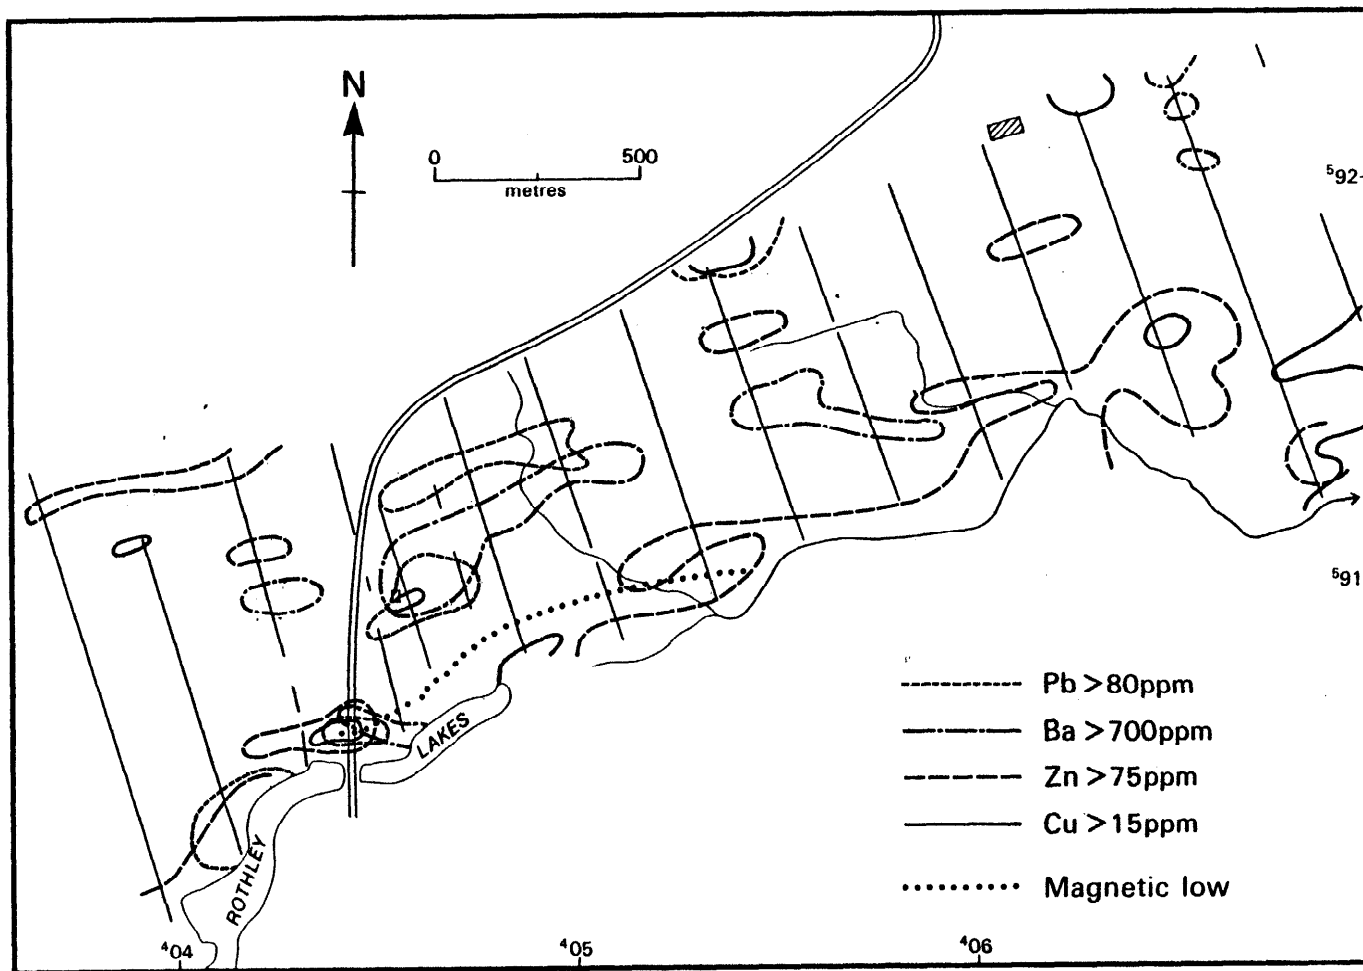 N
0 500
metres
⁵92
⁵91
Pb >80ppm
Ba >700ppm
Zn >75ppm
Cu >15ppm
Magnetic low
LAKES
ROTHLEY
⁴04 ⁴05 ⁴06